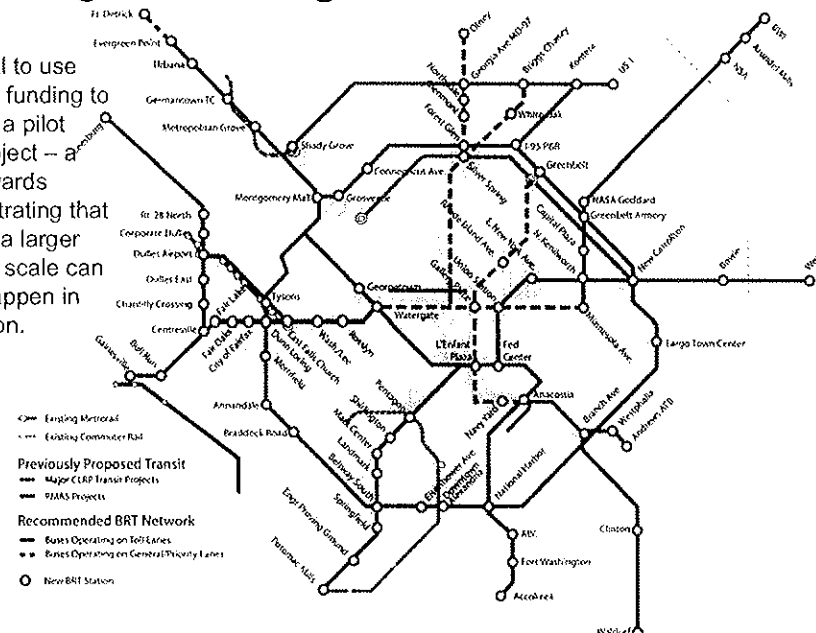 l to use
funding to
a pilot
ject – a
wards
trating that
a larger
scale can
appen in
on.
Ft. Detrick
Evergreen Point
Urbana
Germantown TC
Metropolitan Grove
Shady Grove
Olney
Georgia Ave MD-97
Briggs Chaney
Konterra
US 1
BWI
Arundel Mills
NSA
Glenmont
Forest Glen
White Oak
I-95 P&R
Greenbelt
Connecticut Ave.
Silver Spring
Montgomery Mall
Grosvenor
NASA Goddard
Greenbelt Armory
Rt. 28 North
Corporate Dulles
Dulles Airport
Dulles East
Chantilly Crossing
Centreville
Gainesville
Bull Run
Fair Lakes
Fair Oaks
City of Fairfax
Tysons
Dunn Loring
East Falls Church
Merrifield
Wash/Lee
Rosslyn
Georgetown
Watergate
Rhode Island Ave.
Gallery Place
Union Station
Capital Plaza
N. Kenilworth
New Carrollton
Bowie
Minnesota Ave.
Largo Town Center
L'Enfant
Plaza
Fed
Center
Navy Yard
Anacostia
Branch Ave
Westphalia
Andrews AFB
Pentagon
Shirlington
Mark Center
Landmark
Beltway South
Springfield
Annandale
Braddock Road
Eisenhower Ave
Downtown
Alexandria
National Harbor
Engr Proving Ground
Potomac Mills
Fort Washington
Accokeek
Clinton
Waldorf
Existing Metrorail
Existing Commuter Rail
Previously Proposed Transit
Major CLRP Transit Projects
RMAS Projects
Recommended BRT Network
Buses Operating on Toll Lanes
Buses Operating on General/Priority Lanes
New BRT Station